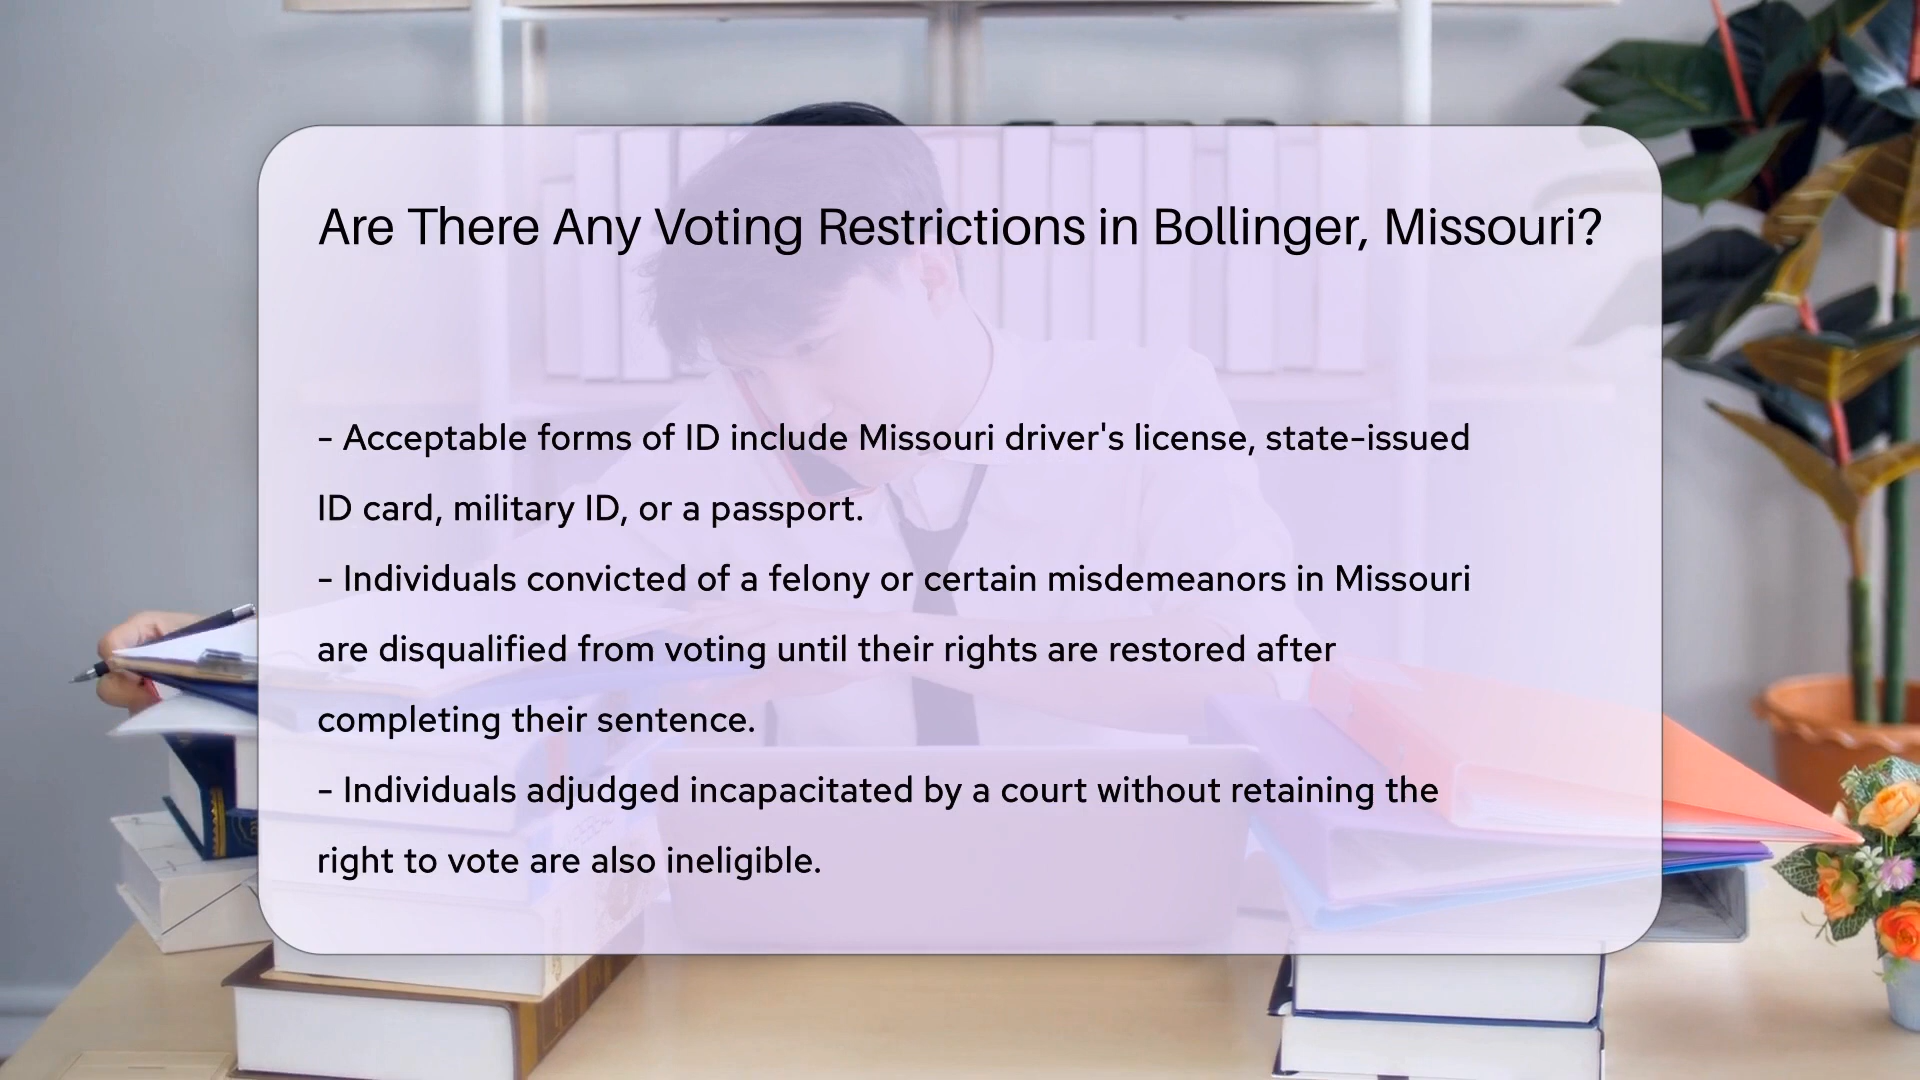 Are There Any Voting Restrictions in Bollinger, Missouri?
- Acceptable forms of ID include Missouri driver's license, state-issued
ID card, military ID, or a passport.
- Individuals convicted of a felony or certain misdemeanors in Missouri
are disqualified from voting until their rights are restored after
completing their sentence.
- Individuals adjudged incapacitated by a court without retaining the
right to vote are also ineligible.